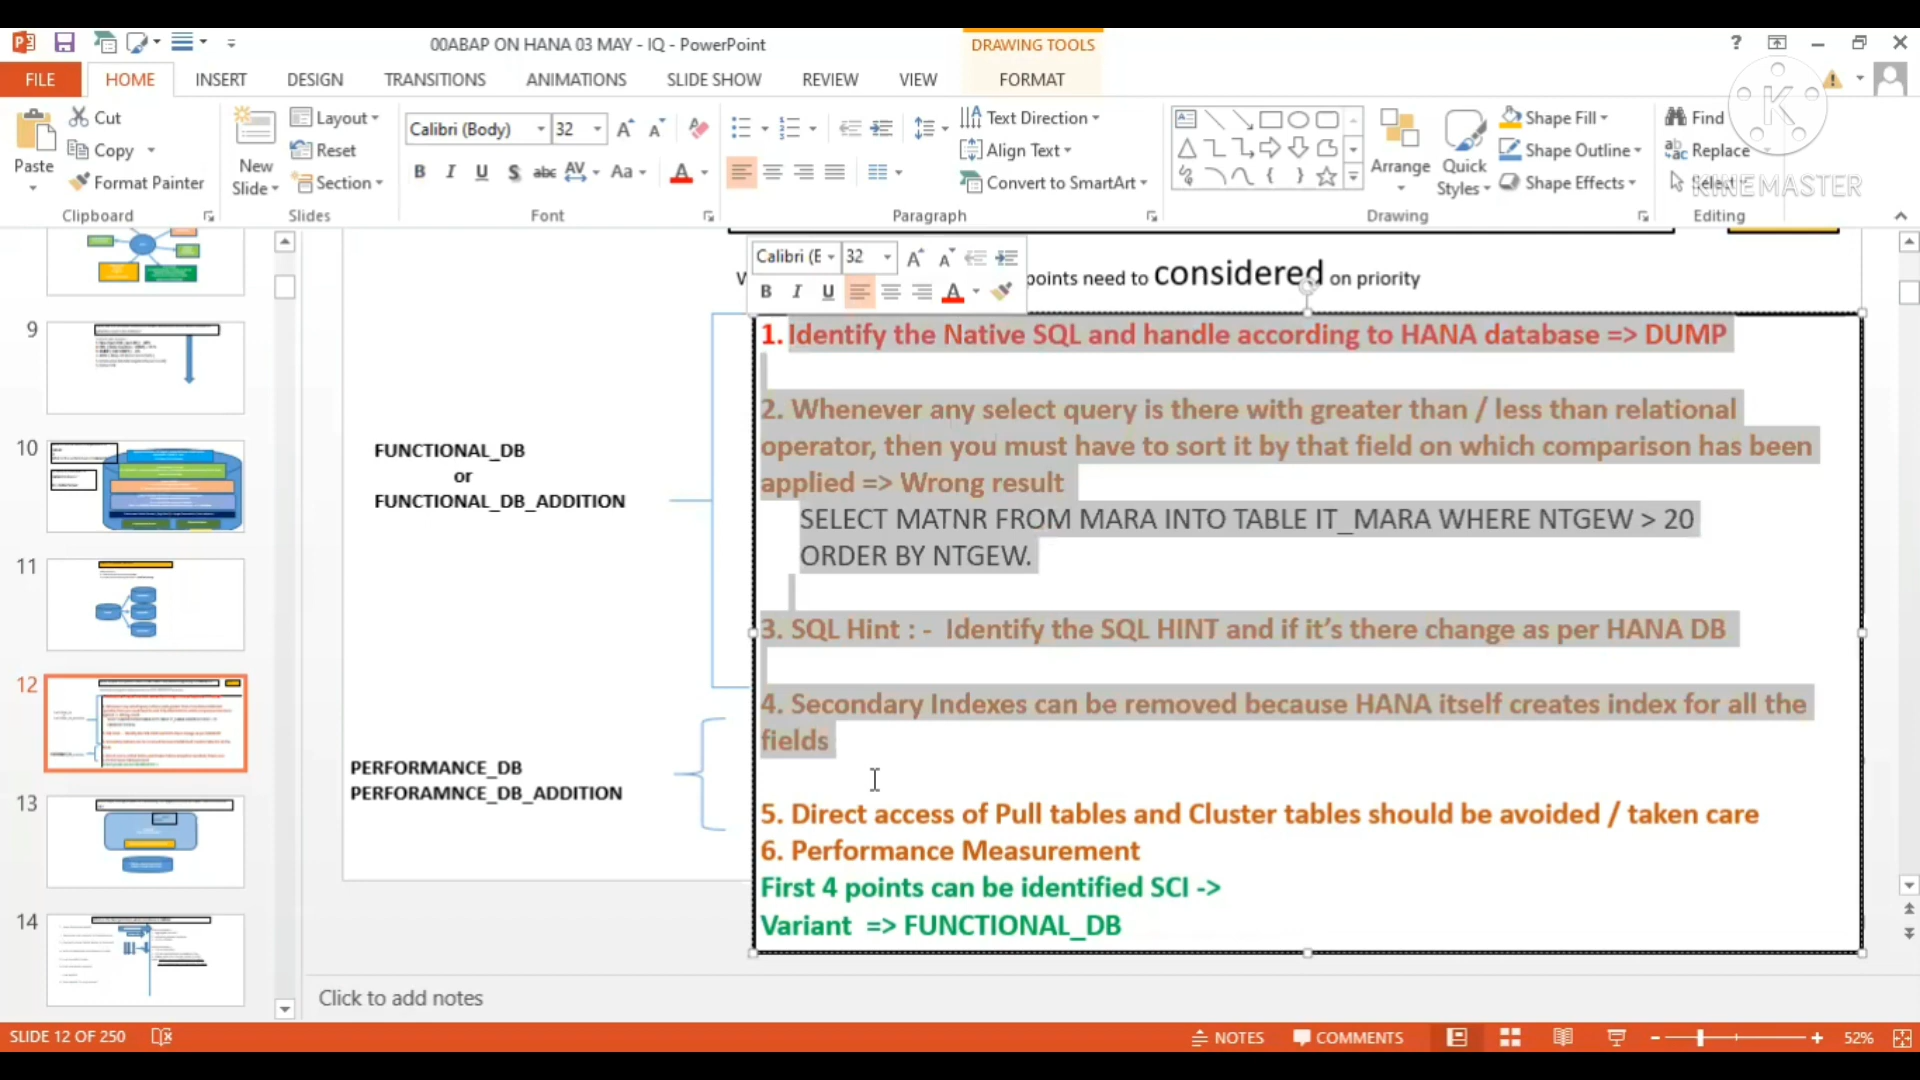 00ABAP ON HANA 03 MAY - IQ - PowerPoint
DRAWING TOOLS
FILE
HOME
INSERT
DESIGN
TRANSITIONS
ANIMATIONS
SLIDE SHOW
REVIEW
VIEW
FORMAT
Paste
Cut
Copy
Format Painter
Clipboard
New
Slide
Layout
Reset
Section
Slides
Calibri (Body)
32
Font
Paragraph
Text Direction
Align Text
Convert to SmartArt
Arrange
Quick
Styles
Shape Fill
Shape Outline
Shape Effects
Drawing
Find
Replace
Select
Editing
KINEMASTER
Calibri (E
32
points need to considered on priority
1. Identify the Native SQL and handle according to HANA database => DUMP
2. Whenever any select query is there with greater than / less than relational
operator, then you must have to sort it by that field on which comparison has been
applied => Wrong result
SELECT MATNR FROM MARA INTO TABLE IT_MARA WHERE NTGEW > 20
ORDER BY NTGEW.
3. SQL Hint : - Identify the SQL HINT and if it's there change as per HANA DB
4. Secondary Indexes can be removed because HANA itself creates index for all the
fields
5. Direct access of Pull tables and Cluster tables should be avoided / taken care
6. Performance Measurement
First 4 points can be identified SCI ->
Variant => FUNCTIONAL_DB
FUNCTIONAL_DB
or
FUNCTIONAL_DB_ADDITION
PERFORMANCE_DB
PERFORAMNCE_DB_ADDITION
9
10
11
12
13
14
Click to add notes
SLIDE 12 OF 250
NOTES
COMMENTS
52%